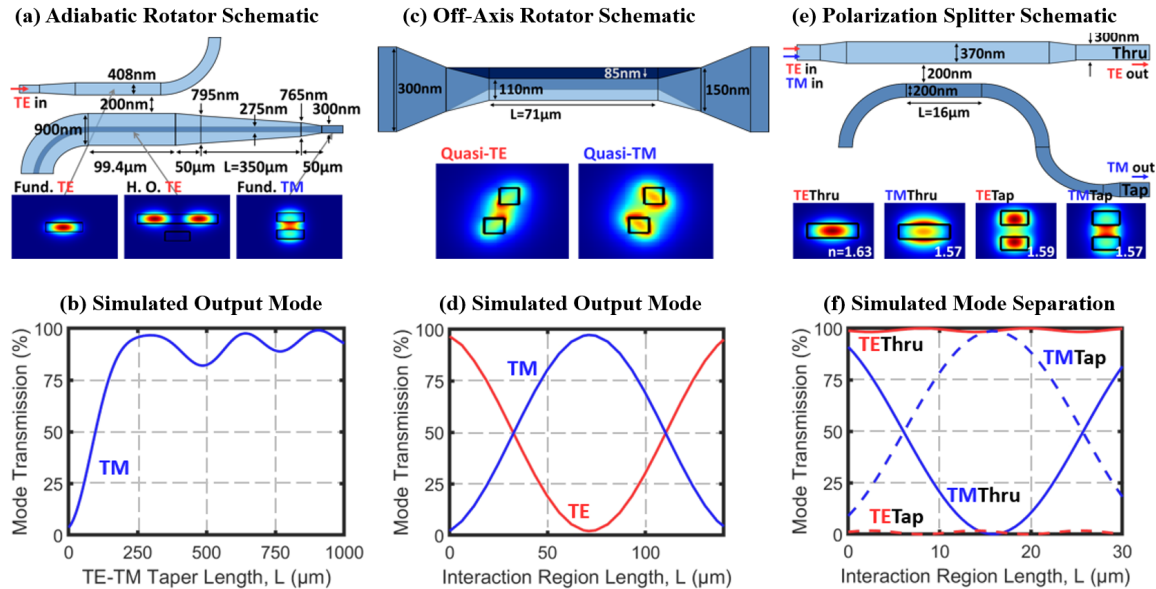 (a) Adiabatic Rotator Schematic
408nm
TE in
200nm
795nm
275nm
765nm
300nm
900nm
99.4µm
50µm
L=350µm
50µm
Fund. TE
H. O. TE
Fund. TM
(b) Simulated Output Mode
Mode Transmission (%)
100
75
50
25
0
TM
0
250
500
750
1000
TE-TM Taper Length, L (µm)
(c) Off-Axis Rotator Schematic
300nm
85nm
110nm
150nm
L=71µm
Quasi-TE
Quasi-TM
(d) Simulated Output Mode
Mode Transmission (%)
100
75
50
25
0
TM
TE
0
50
100
Interaction Region Length, L (µm)
(e) Polarization Splitter Schematic
300nm
TE in
TM in
370nm
Thru
TE out
200nm
200nm
L=16µm
TM out
Tap
TEThru
n=1.63
TMThru
1.57
TETap
1.59
TMTap
1.57
(f) Simulated Mode Separation
Mode Transmission (%)
100
75
50
25
0
TEThru
TMTap
TMThru
TETap
0
10
20
30
Interaction Region Length, L (µm)